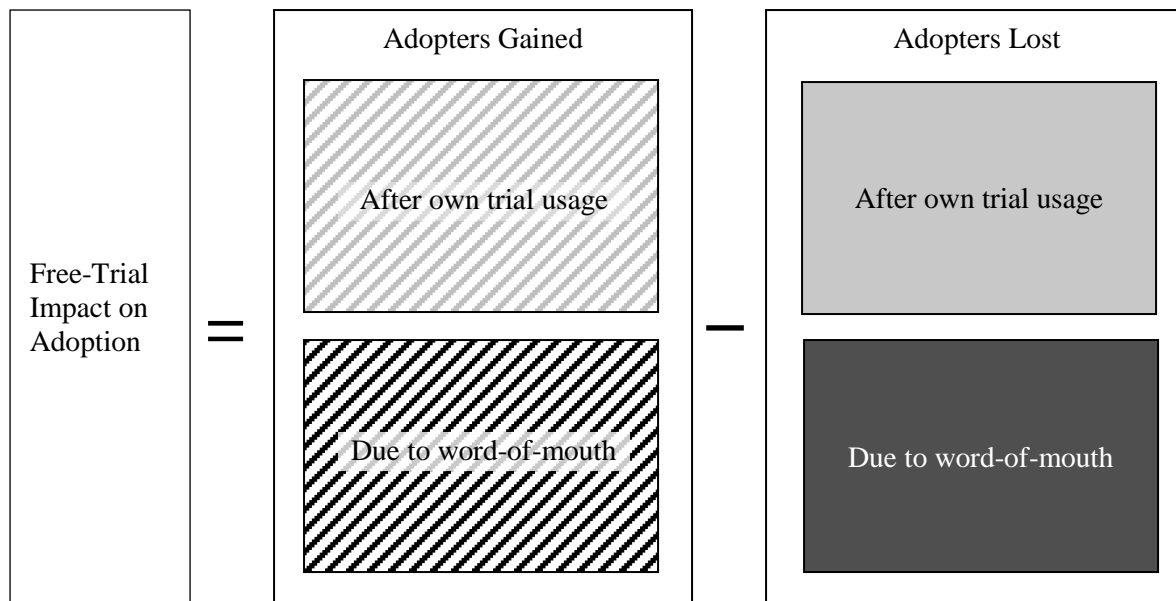 Free-Trial
Impact on
Adoption
=
Adopters Gained
After own trial usage
Due to word-of-mouth
–
Adopters Lost
After own trial usage
Due to word-of-mouth